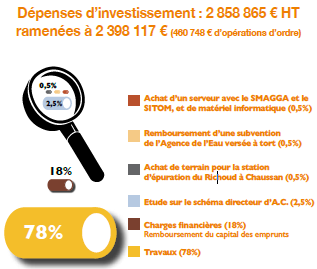 Dépenses d'investissement : 2 858 865 € HT
ramenées à 2 398 117 € (460 748 € d'opérations d'ordre)
0,5%
2,5%
18%
78%
Achat d'un serveur avec le SMAGGA et le
SITOM, et de matériel informatique (0,5%)
Remboursement d'une subvention
de l'Agence de l'Eau versée à tort (0,5%)
Achat de terrain pour la station
d'épuration du Richoud à Chaussan (0,5%)
Etude sur le schéma directeur d'A.C. (2,5%)
Charges financières (18%)
Remboursement du capital des emprunts
Travaux (78%)